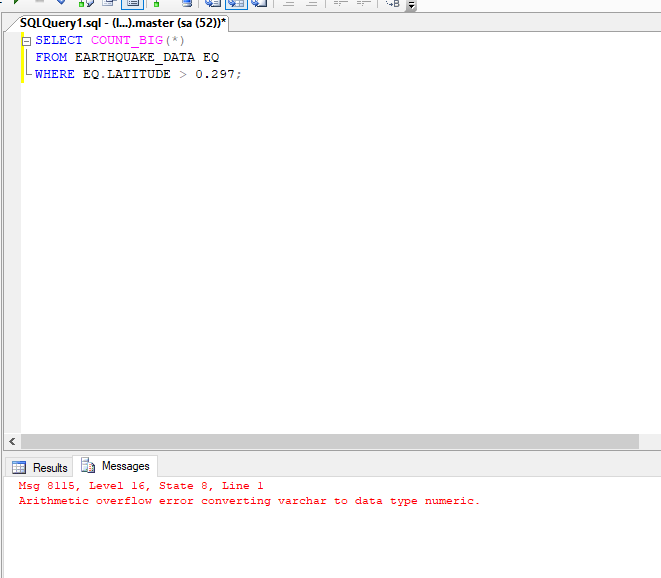 SQLQuery1.sql - (l...).master (sa (52))*
SELECT COUNT_BIG(*)
FROM EARTHQUAKE_DATA EQ
WHERE EQ.LATITUDE > 0.297;
Results
Messages
Msg 8115, Level 16, State 8, Line 1
Arithmetic overflow error converting varchar to data type numeric.